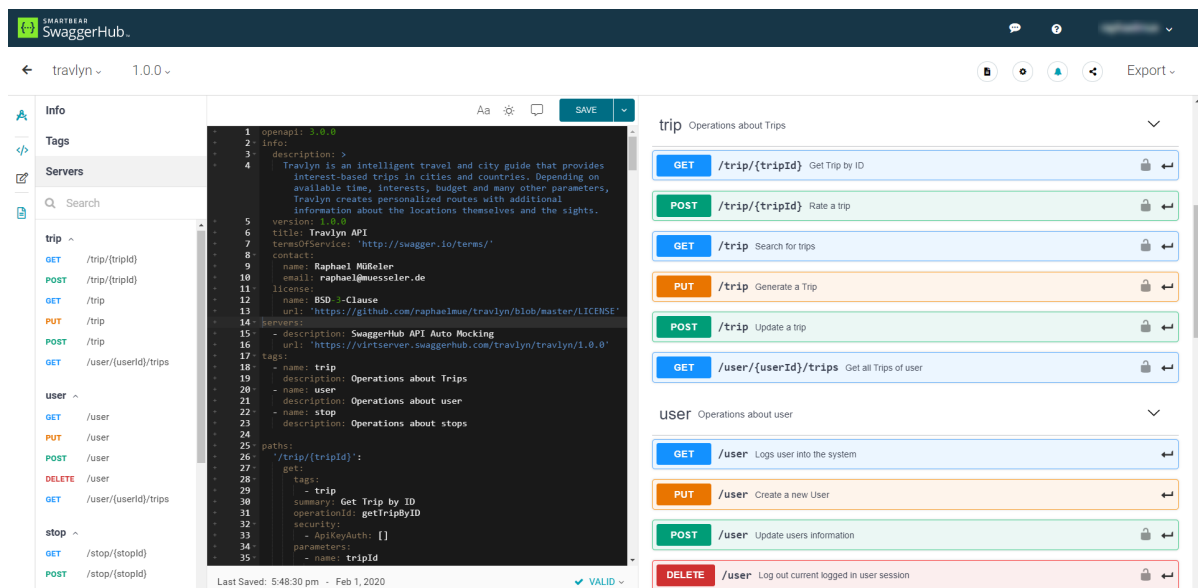 SMARTBEAR
SwaggerHub™
travlyn
1.0.0
Export
Info
Tags
Servers
Search
trip
GET /trip/{tripId}
POST /trip/{tripId}
GET /trip
PUT /trip
POST /trip
GET /user/{userId}/trips
user
GET /user
PUT /user
POST /user
DELETE /user
GET /user/{userId}/trips
stop
GET /stop/{stopId}
POST /stop/{stopId}
Aa
SAVE
1 openapi: 3.0.0
2 info:
3 description: >
4 Travlyn is an intelligent travel and city guide that provides
interest-based trips in cities and countries. Depending on
available time, interests, budget and many other parameters,
Travlyn creates personalized routes with additional
information about the locations themselves and the sights.
5 version: 1.0.0
6 title: Travlyn API
7 termsOfService: 'http://swagger.io/terms/'
8 contact:
9 name: Raphael Müßeler
10 email: raphael@muesseler.de
11 license:
12 name: BSD-3-Clause
13 url: 'https://github.com/raphaelmue/travlyn/blob/master/LICENSE'
14 servers:
15 - description: SwaggerHub API Auto Mocking
16 url: 'https://virtserver.swaggerhub.com/travlyn/travlyn/1.0.0'
17 tags:
18 - name: trip
19 description: Operations about Trips
20 - name: user
21 description: Operations about user
22 - name: stop
23 description: Operations about stops
24
25 paths:
26 '/trip/{tripId}':
27 get:
28 tags:
29 - trip
30 summary: Get Trip by ID
31 operationId: getTripByID
32 security:
33 - ApiKeyAuth: []
34 parameters:
35 - name: tripId
Last Saved: 5:48:30 pm - Feb 1, 2020
VALID
trip Operations about Trips
GET /trip/{tripId} Get Trip by ID
POST /trip/{tripId} Rate a trip
GET /trip Search for trips
PUT /trip Generate a Trip
POST /trip Update a trip
GET /user/{userId}/trips Get all Trips of user
user Operations about user
GET /user Logs user into the system
PUT /user Create a new User
POST /user Update users information
DELETE /user Log out current logged in user session